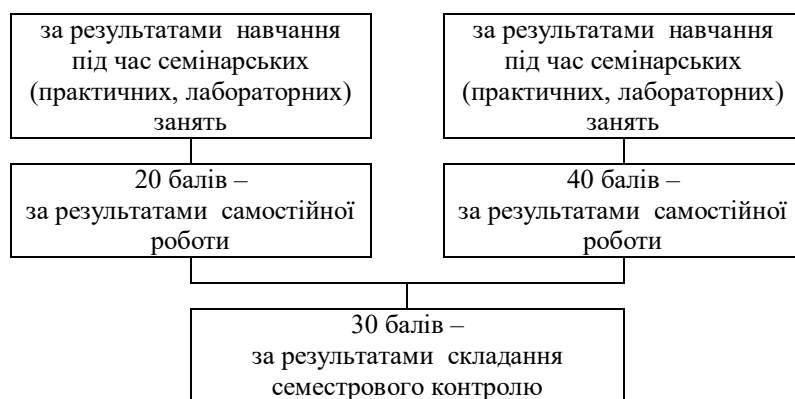 за результатами навчання
під час семінарських
(практичних, лабораторних)
занять
за результатами навчання
під час семінарських
(практичних, лабораторних)
занять
20 балів –
за результатами самостійної
роботи
40 балів –
за результатами самостійної
роботи
30 балів –
за результатами складання
семестрового контролю